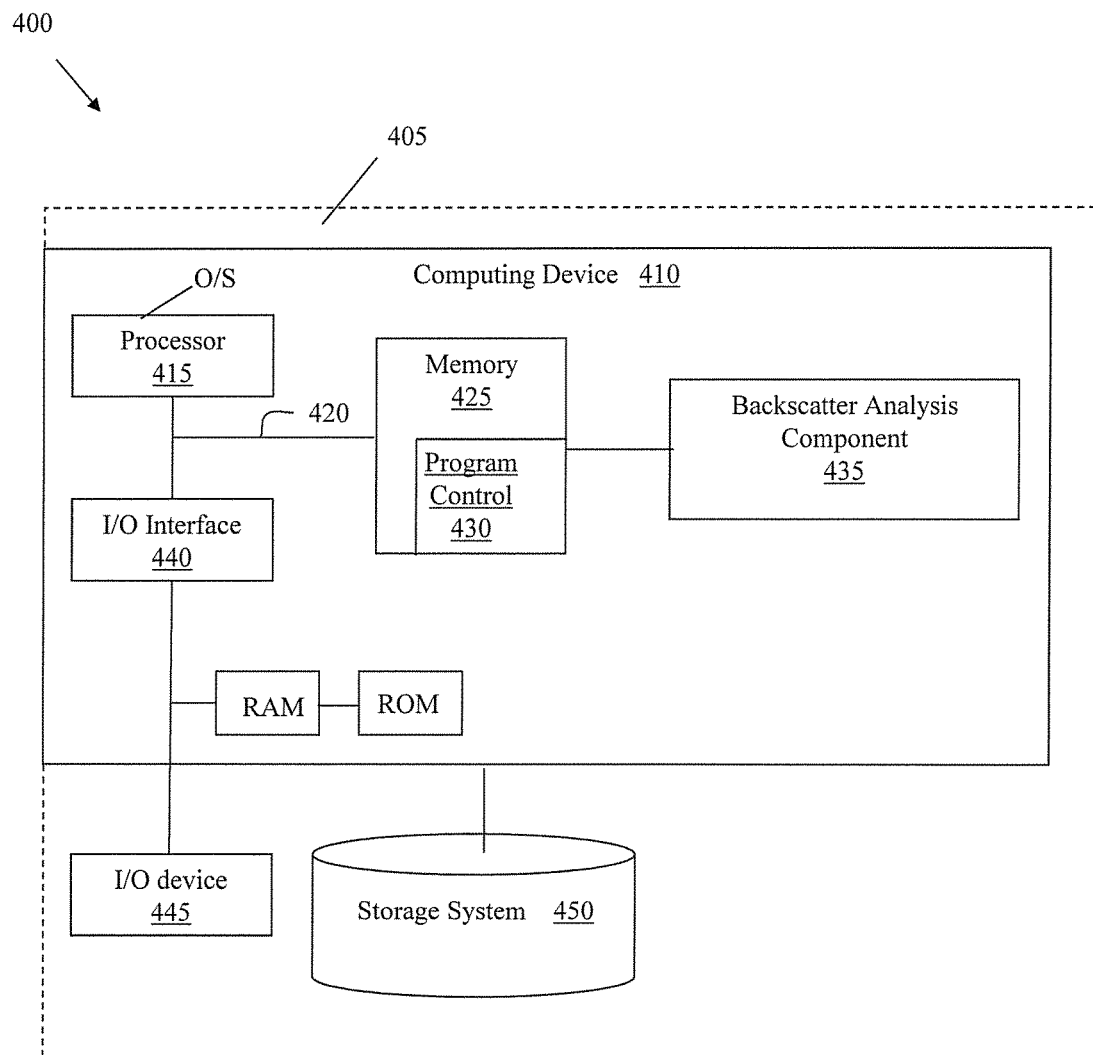 400
405
Computing Device 410
O/S
Processor
415
Memory
425
420
Backscatter Analysis
Component
435
Program
Control
430
I/O Interface
440
RAM
ROM
I/O device
445
Storage System 450